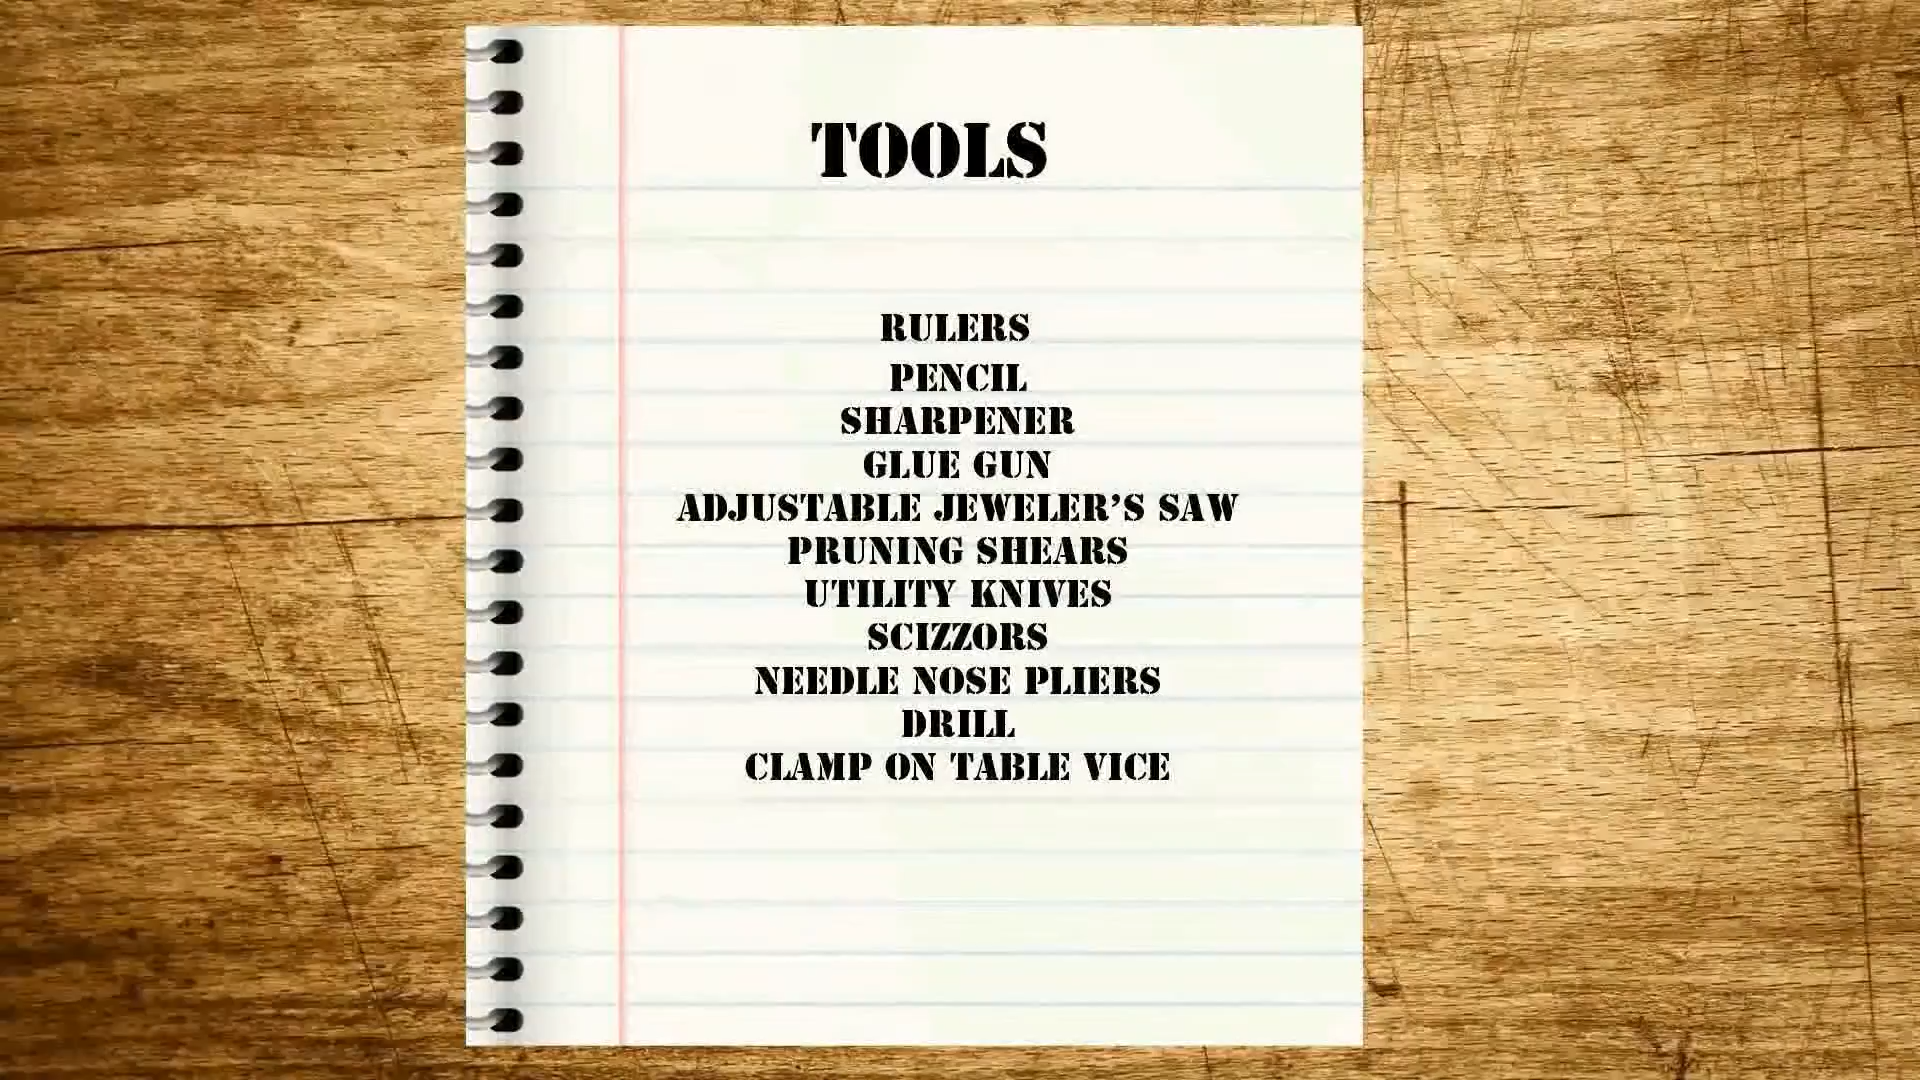 TOOLS
RULERS
PENCIL
SHARPENER
GLUE GUN
ADJUSTABLE JEWELER’S SAW
PRUNING SHEARS
UTILITY KNIVES
SCIZZORS
NEEDLE NOSE PLIERS
DRILL
CLAMP ON TABLE VICE